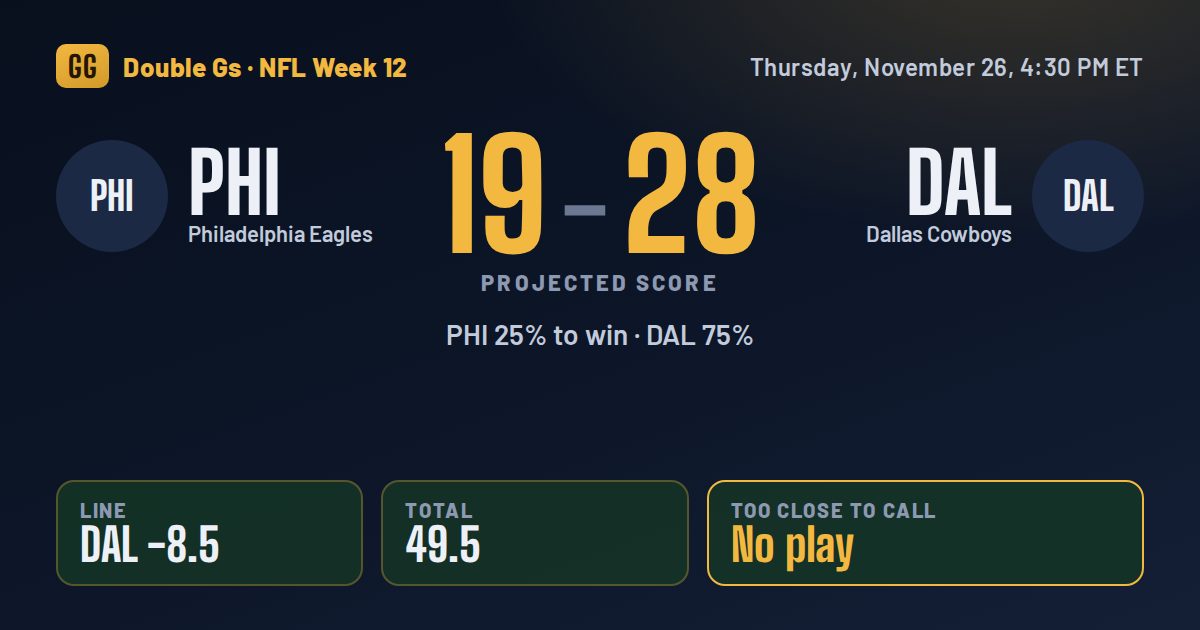 GG Double Gs · NFL Week 12
Thursday, November 26, 4:30 PM ET
PHI
PHI
Philadelphia Eagles
19 – 28
PROJECTED SCORE
PHI 25% to win · DAL 75%
DAL
Dallas Cowboys
DAL
LINE
DAL −8.5
TOTAL
49.5
TOO CLOSE TO CALL
No play